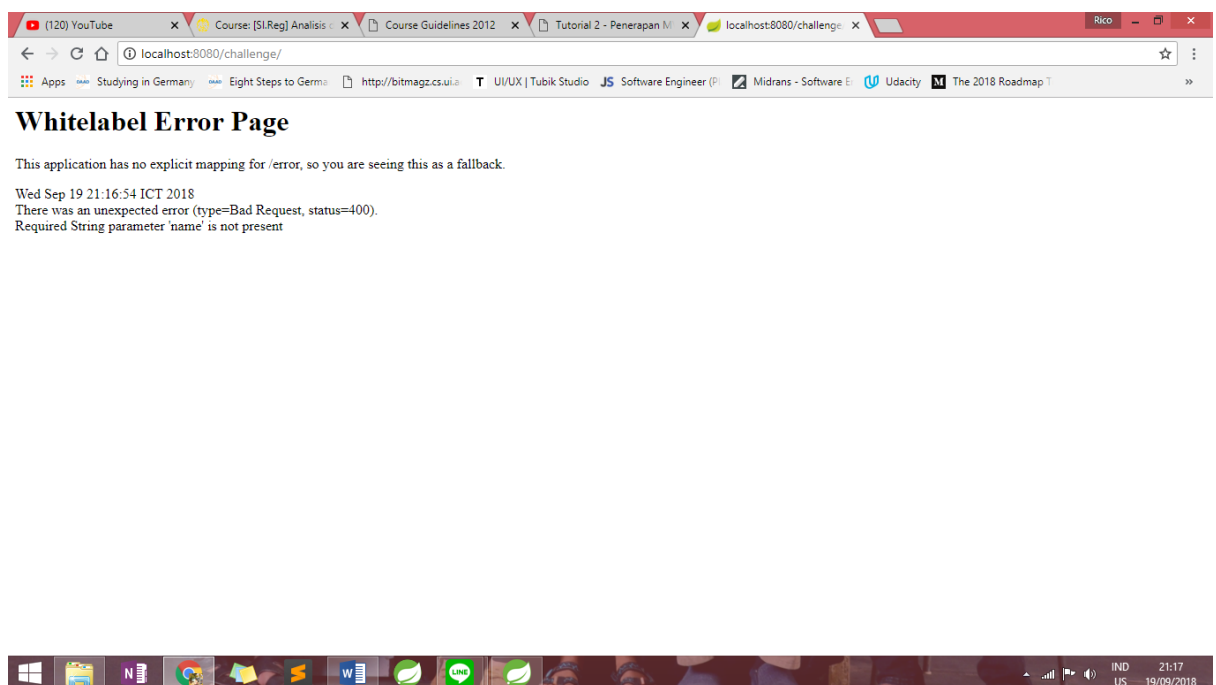 (120) YouTube
Course: [SI.Reg] Analisis
Course Guidelines 2012
Tutorial 2 - Penerapan M
localhost:8080/challenge
Rico
localhost:8080/challenge/
Apps
Studying in Germany
Eight Steps to Germa
http://bitmagz.cs.ui.a
UI/UX | Tubik Studio
Software Engineer (P
Midrans - Software E
Udacity
The 2018 Roadmap T
Whitelabel Error Page
This application has no explicit mapping for /error, so you are seeing this as a fallback.
Wed Sep 19 21:16:54 ICT 2018
There was an unexpected error (type=Bad Request, status=400).
Required String parameter 'name' is not present
LINE
IND
21:17
US
19/09/2018